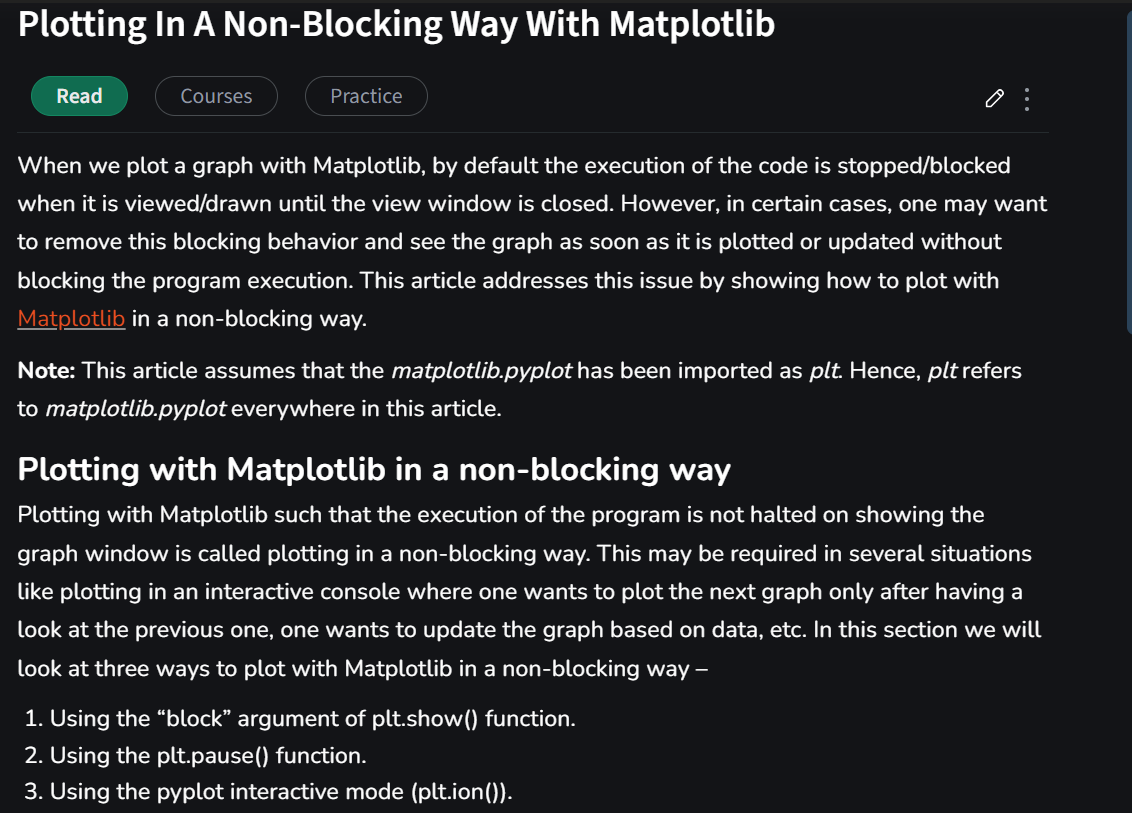 Plotting In A Non-Blocking Way With Matplotlib
Read
Courses
Practice
When we plot a graph with Matplotlib, by default the execution of the code is stopped/blocked
when it is viewed/drawn until the view window is closed. However, in certain cases, one may want
to remove this blocking behavior and see the graph as soon as it is plotted or updated without
blocking the program execution. This article addresses this issue by showing how to plot with
Matplotlib in a non-blocking way.
Note: This article assumes that the matplotlib.pyplot has been imported as plt. Hence, plt refers
to matplotlib.pyplot everywhere in this article.
Plotting with Matplotlib in a non-blocking way
Plotting with Matplotlib such that the execution of the program is not halted on showing the
graph window is called plotting in a non-blocking way. This may be required in several situations
like plotting in an interactive console where one wants to plot the next graph only after having a
look at the previous one, one wants to update the graph based on data, etc. In this section we will
look at three ways to plot with Matplotlib in a non-blocking way –
1. Using the “block” argument of plt.show() function.
2. Using the plt.pause() function.
3. Using the pyplot interactive mode (plt.ion()).